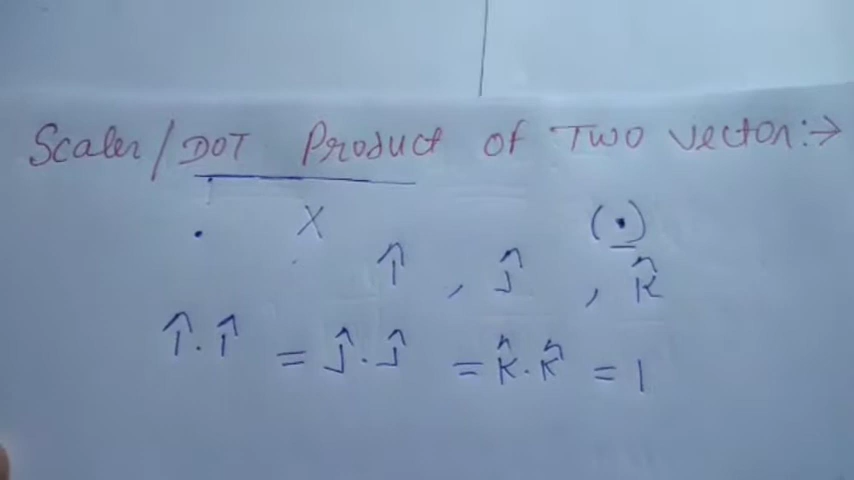 Scaler/DOT Product of Two vector:→
. X (.)
î , ĵ , k̂
î.î = ĵ.ĵ = k̂.k̂ = 1